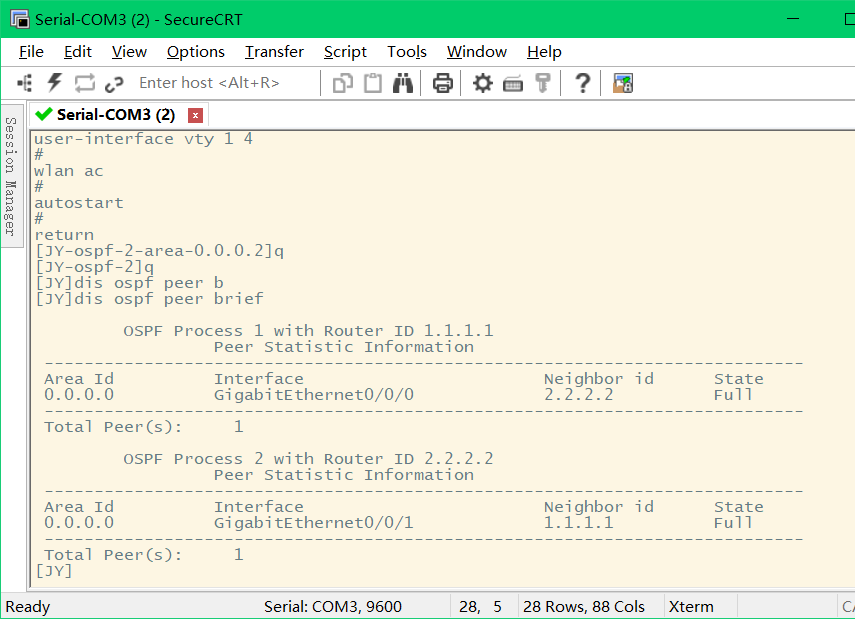 Serial-COM3 (2) - SecureCRT
File Edit View Options Transfer Script Tools Window Help
Enter host <Alt+R>
Serial-COM3 (2)
Session Manager
user-interface vty 1 4
#
wlan ac
#
autostart
#
return
[JY-ospf-2-area-0.0.0.2]q
[JY-ospf-2]q
[JY]dis ospf peer b
[JY]dis ospf peer brief
OSPF Process 1 with Router ID 1.1.1.1
Peer Statistic Information
----------------------------------------------------------------------------
Area Id Interface Neighbor id State
0.0.0.0 GigabitEthernet0/0/0 2.2.2.2 Full
----------------------------------------------------------------------------
Total Peer(s): 1
OSPF Process 2 with Router ID 2.2.2.2
Peer Statistic Information
----------------------------------------------------------------------------
Area Id Interface Neighbor id State
0.0.0.0 GigabitEthernet0/0/1 1.1.1.1 Full
----------------------------------------------------------------------------
Total Peer(s): 1
[JY]
Ready Serial: COM3, 9600 28, 5 28 Rows, 88 Cols Xterm